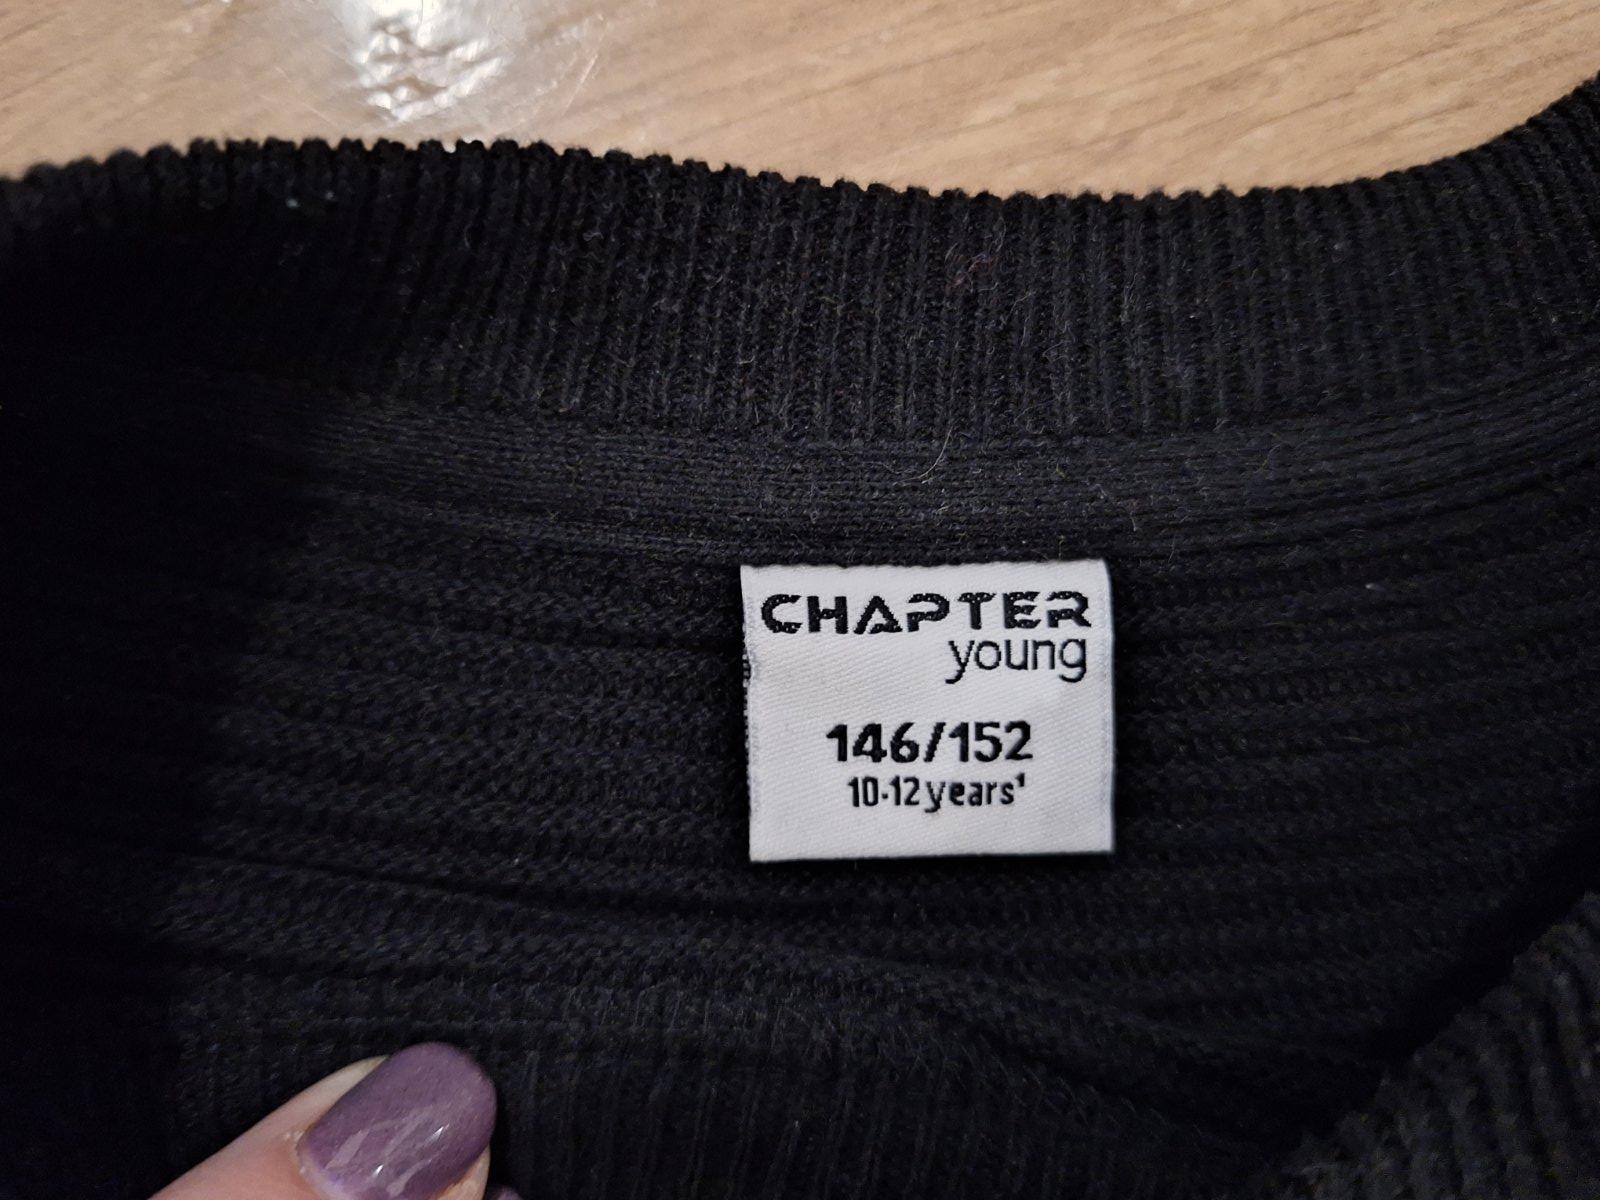 CHAPTER
young
146/152
10-12 years¹